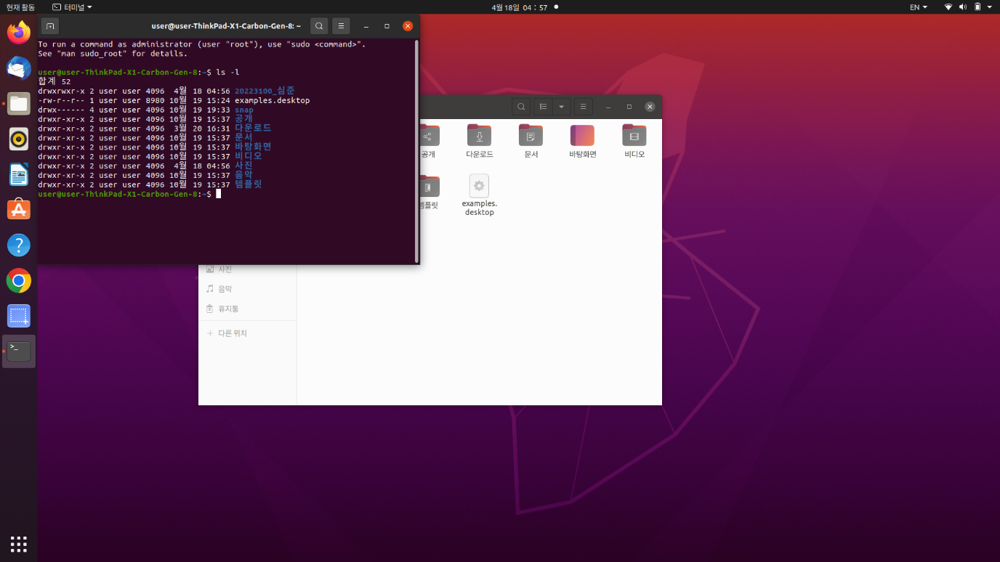 현재 활동
터미널
4월 18일 04 : 57
EN
user@user-ThinkPad-X1-Carbon-Gen-8: ~
To run a command as administrator (user "root"), use "sudo <command>".
See "man sudo_root" for details.
user@user-ThinkPad-X1-Carbon-Gen-8:~$ ls -l
합계 52
drwxrwxr-x 2 user user 4096 4월 18 04:56 20223100_심준
-rw-r--r-- 1 user user 8980 10월 19 15:24 examples.desktop
drwx------ 4 user user 4096 10월 19 19:33 snap
drwxr-xr-x 2 user user 4096 10월 19 15:37 공개
drwxr-xr-x 2 user user 4096 3월 20 16:31 다운로드
drwxr-xr-x 2 user user 4096 10월 19 15:37 문서
drwxr-xr-x 2 user user 4096 10월 19 15:37 바탕화면
drwxr-xr-x 2 user user 4096 10월 19 15:37 비디오
drwxr-xr-x 2 user user 4096 4월 18 04:56 사진
drwxr-xr-x 2 user user 4096 10월 19 15:37 음악
drwxr-xr-x 2 user user 4096 10월 19 15:37 템플릿
user@user-ThinkPad-X1-Carbon-Gen-8:~$
공개
다운로드
문서
바탕화면
비디오
템플릿
examples.
desktop
사진
음악
휴지통
다른 위치